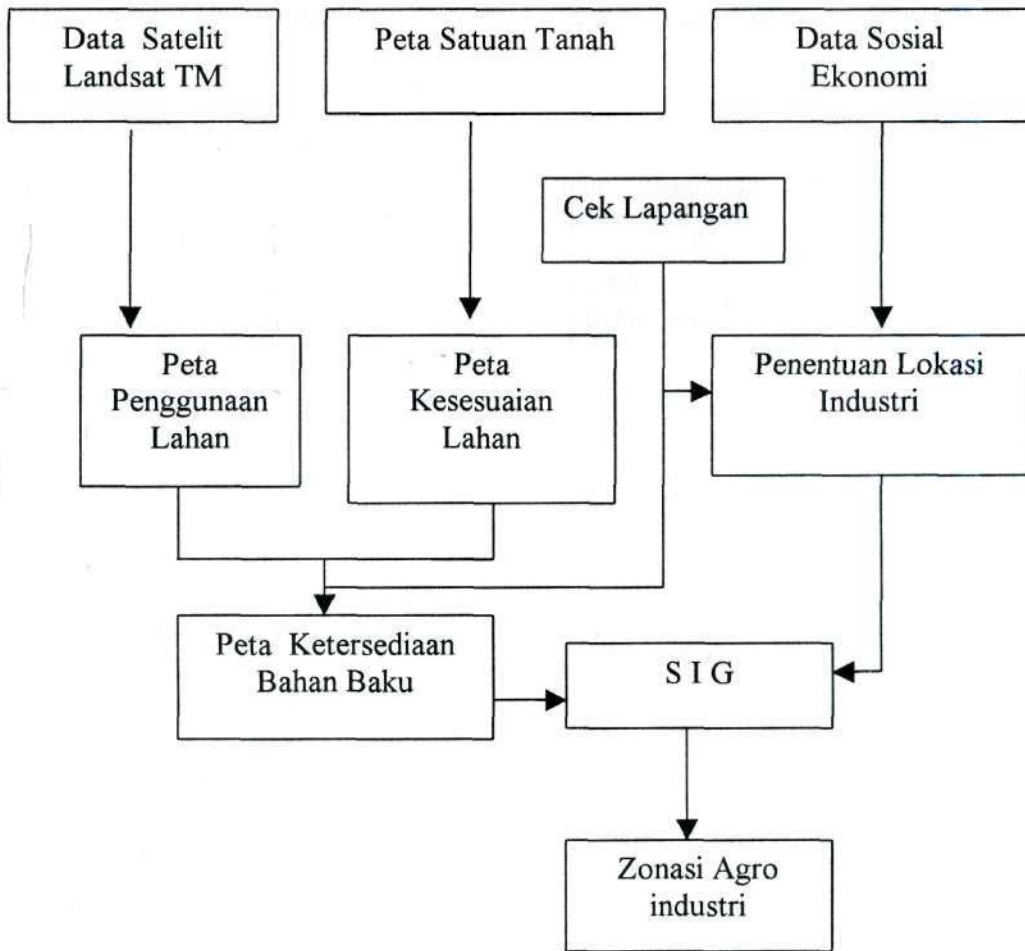 Data Satelit
Landsat TM
Peta Satuan Tanah
Data Sosial
Ekonomi
Cek Lapangan
Peta
Penggunaan
Lahan
Peta
Kesesuaian
Lahan
Penentuan Lokasi
Industri
Peta Ketersediaan
Bahan Baku
S I G
Zonasi Agro
industri